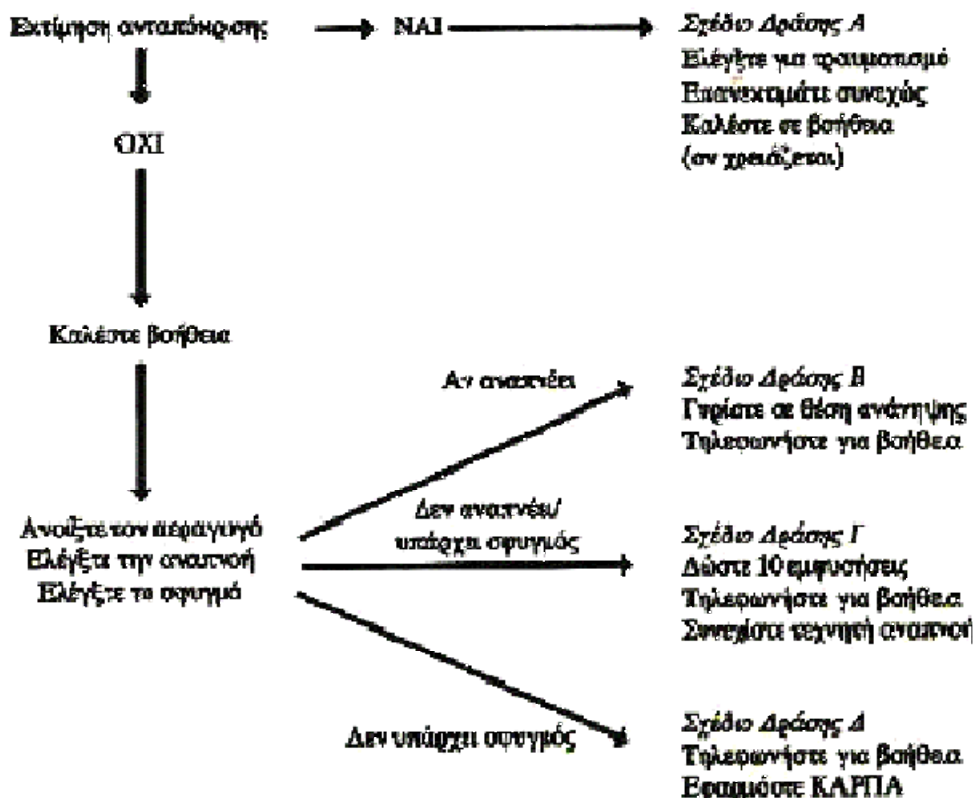 Εκτίμηση ανταπόκρισης
ΝΑΙ
Σχέδιο Δράσης Α
Ελέγξτε για τραυματισμό
Επανεκτιμάτε συνεχώς
Καλέστε σε βοήθεια
(αν χρειάζεται)
ΌΧΙ
Καλέστε βοήθεια
Αν αναπνέει
Σχέδιο Δράσης Β
Γυρίστε σε θέση ανάνηψης
Τηλεφωνήστε για βοήθεια
Ανοίξτε τον αεραγωγό
Ελέγξτε την αναπνοή
Ελέγξτε το σφυγμό
Δεν αναπνέει/
υπάρχει σφυγμός
Σχέδιο Δράσης Γ
Δώστε 10 εμφυσήσεις
Τηλεφωνήστε για βοήθεια
Συνεχίστε τεχνητή αναπνοή
Δεν υπάρχει σφυγμός
Σχέδιο Δράσης Δ
Τηλεφωνήστε για βοήθεια
Εφαρμόστε ΚΑΡΠΑ